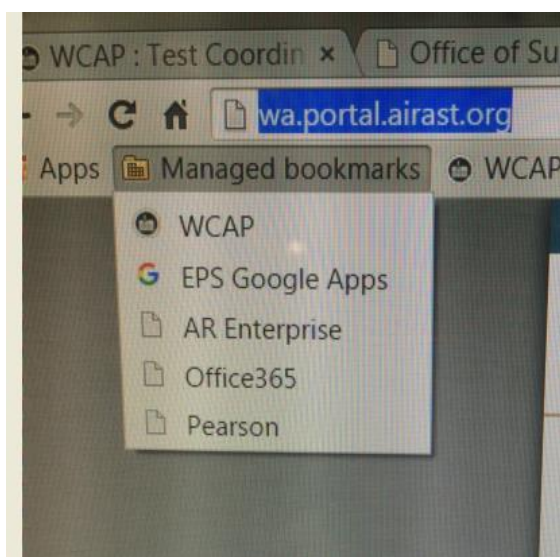 WCAP : Test Coordin × Office of Su
wa.portal.airast.org
Apps Managed bookmarks WCAP
WCAP
EPS Google Apps
AR Enterprise
Office365
Pearson